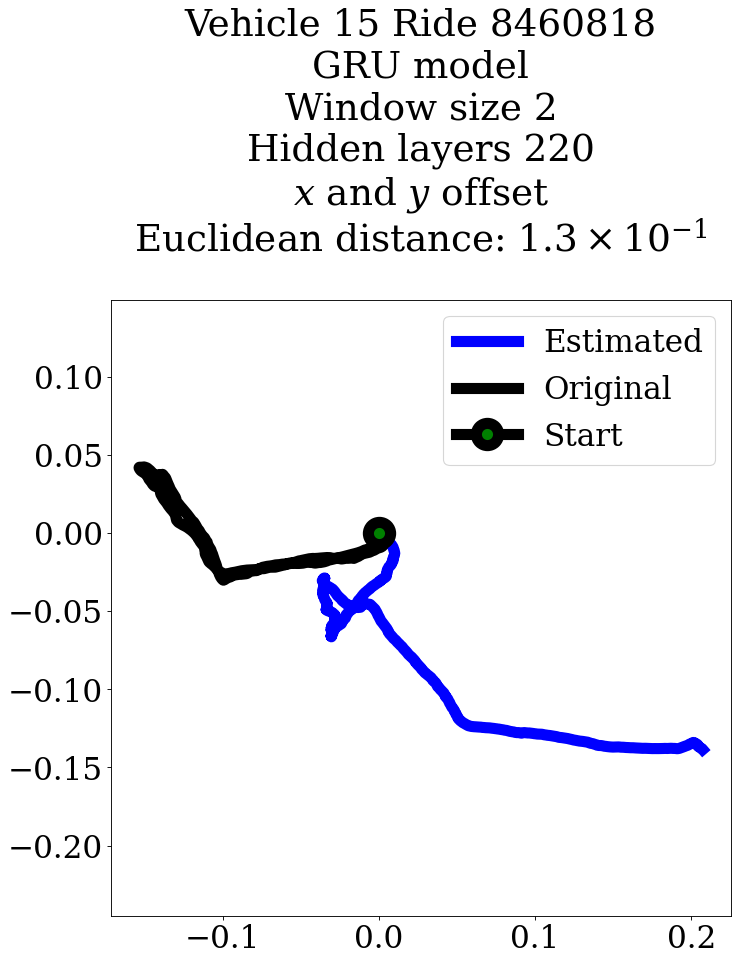 Vehicle 15 Ride 8460818
GRU model
Window size 2
Hidden layers 220
x and y offset
Euclidean distance: 1.3 × 10⁻¹
Estimated
Original
Start
0.10
0.05
0.00
−0.05
−0.10
−0.15
−0.20
−0.1 0.0 0.1 0.2